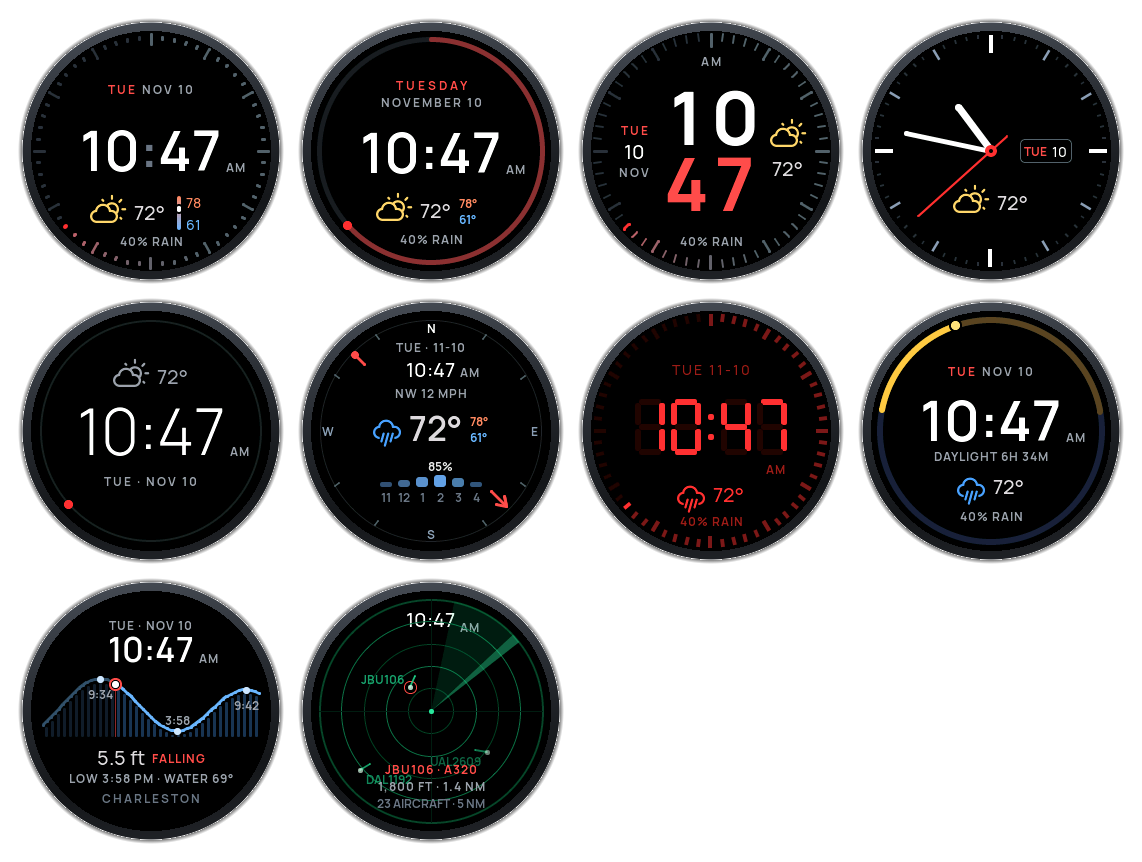 TUE NOV 10
10:47 AM
72° 78
61
40% RAIN
TUESDAY
NOVEMBER 10
10:47 AM
72° 78°
61°
40% RAIN
AM
10
47
TUE
10
NOV
72°
40% RAIN
TUE 10
72°
72°
10:47 AM
TUE · NOV 10
N
TUE · 11-10
10:47 AM
NW 12 MPH
W
E
72° 78°
61°
85%
11 12 1 2 3 4
S
TUE 11-10
10:47
AM
72°
40% RAIN
TUE NOV 10
10:47 AM
DAYLIGHT 6H 34M
72°
40% RAIN
TUE · NOV 10
10:47 AM
9:34
3:58
9:42
5.5 ft FALLING
LOW 3:58 PM · WATER 69°
CHARLESTON
10:47 AM
JBU106
UAL2609
JBU106 · A320
DAL1192
1,800 FT · 1.4 NM
23 AIRCRAFT · 5 NM